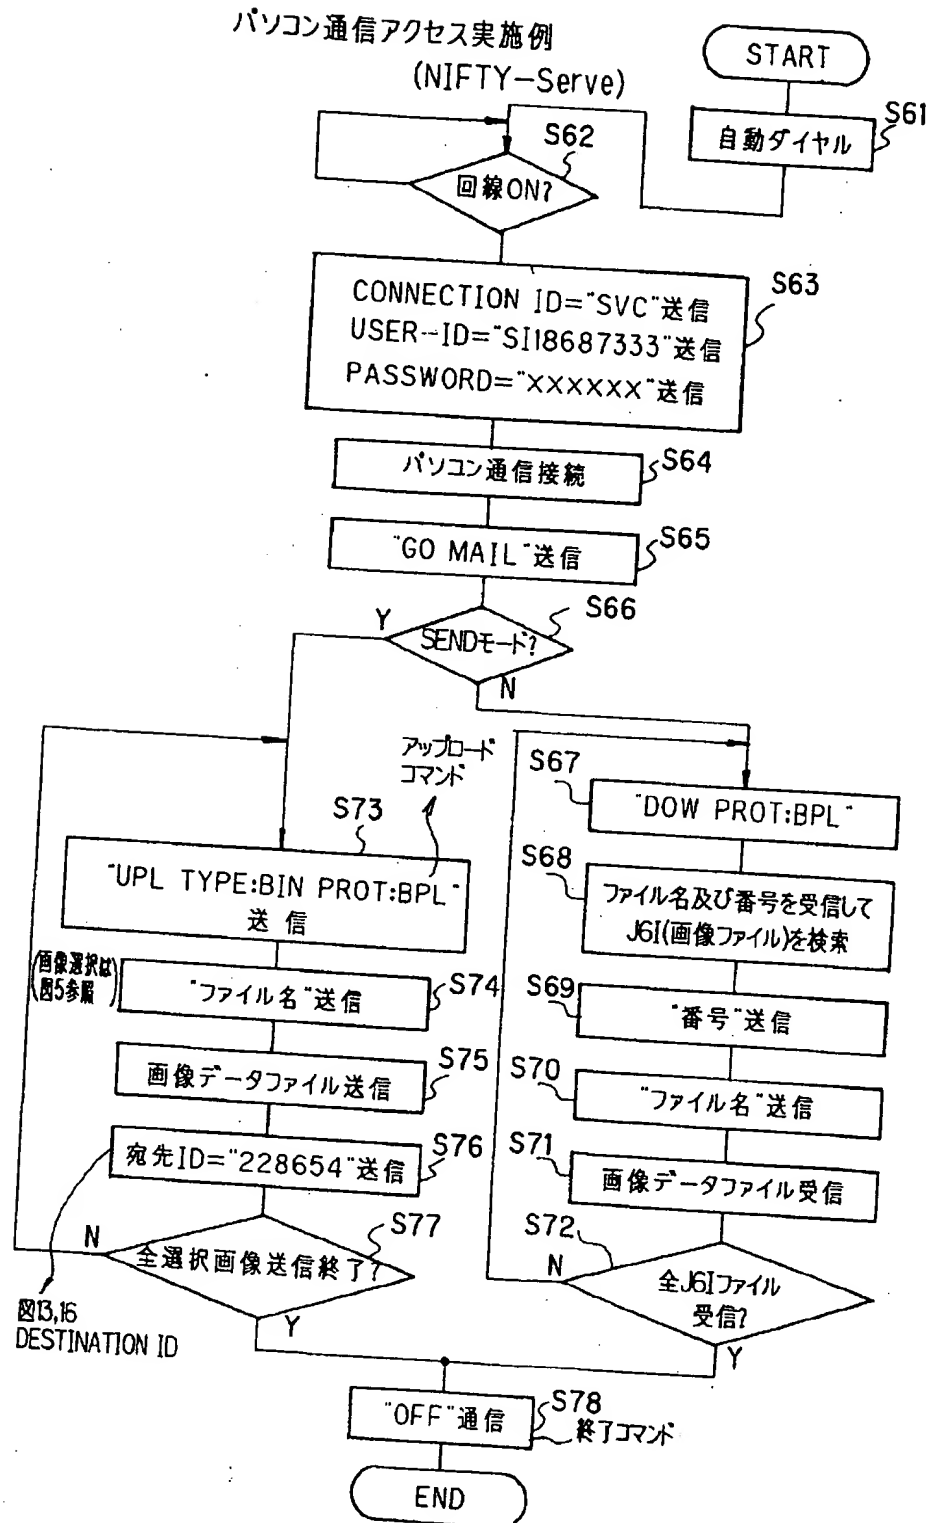 パソコン通信アクセス実施例
(NIFTY-Serve)
START
S61
自動ダイヤル
S62
回線ON?
S63
CONNECTION ID="SVC"送信
USER-ID="SI18687333"送信
PASSWORD="XXXXXX"送信
S64
パソコン通信接続
S65
"GO MAIL"送信
S66
SENDモード?
Y
N
アップロード
コマンド
S73
"UPL TYPE:BIN PROT:BPL"
送信
(画像選択は
図5参照)
S74
"ファイル名"送信
S75
画像データファイル送信
S76
宛先ID="228654"送信
S77
全選択画像送信終了?
N
Y
図13,16
DESTINATION ID
S67
"DOW PROT:BPL"
S68
ファイル名及び番号を受信して
J6I(画像ファイル)を検索
S69
"番号"送信
S70
"ファイル名"送信
S71
画像データファイル受信
S72
全J6Iファイル
受信?
N
Y
S78
"OFF"通信
終了コマンド
END